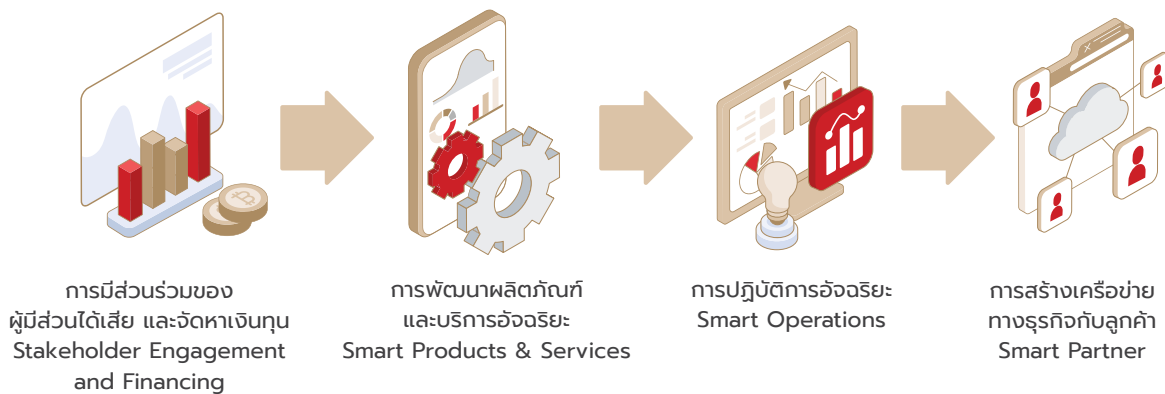 การมีส่วนร่วมของ
ผู้มีส่วนได้เสีย และจัดหาเงินทุน
Stakeholder Engagement
and Financing
การพัฒนาผลิตภัณฑ์
และบริการอัจฉริยะ
Smart Products & Services
การปฏิบัติการอัจฉริยะ
Smart Operations
การสร้างเครือข่าย
ทางธุรกิจกับลูกค้า
Smart Partner